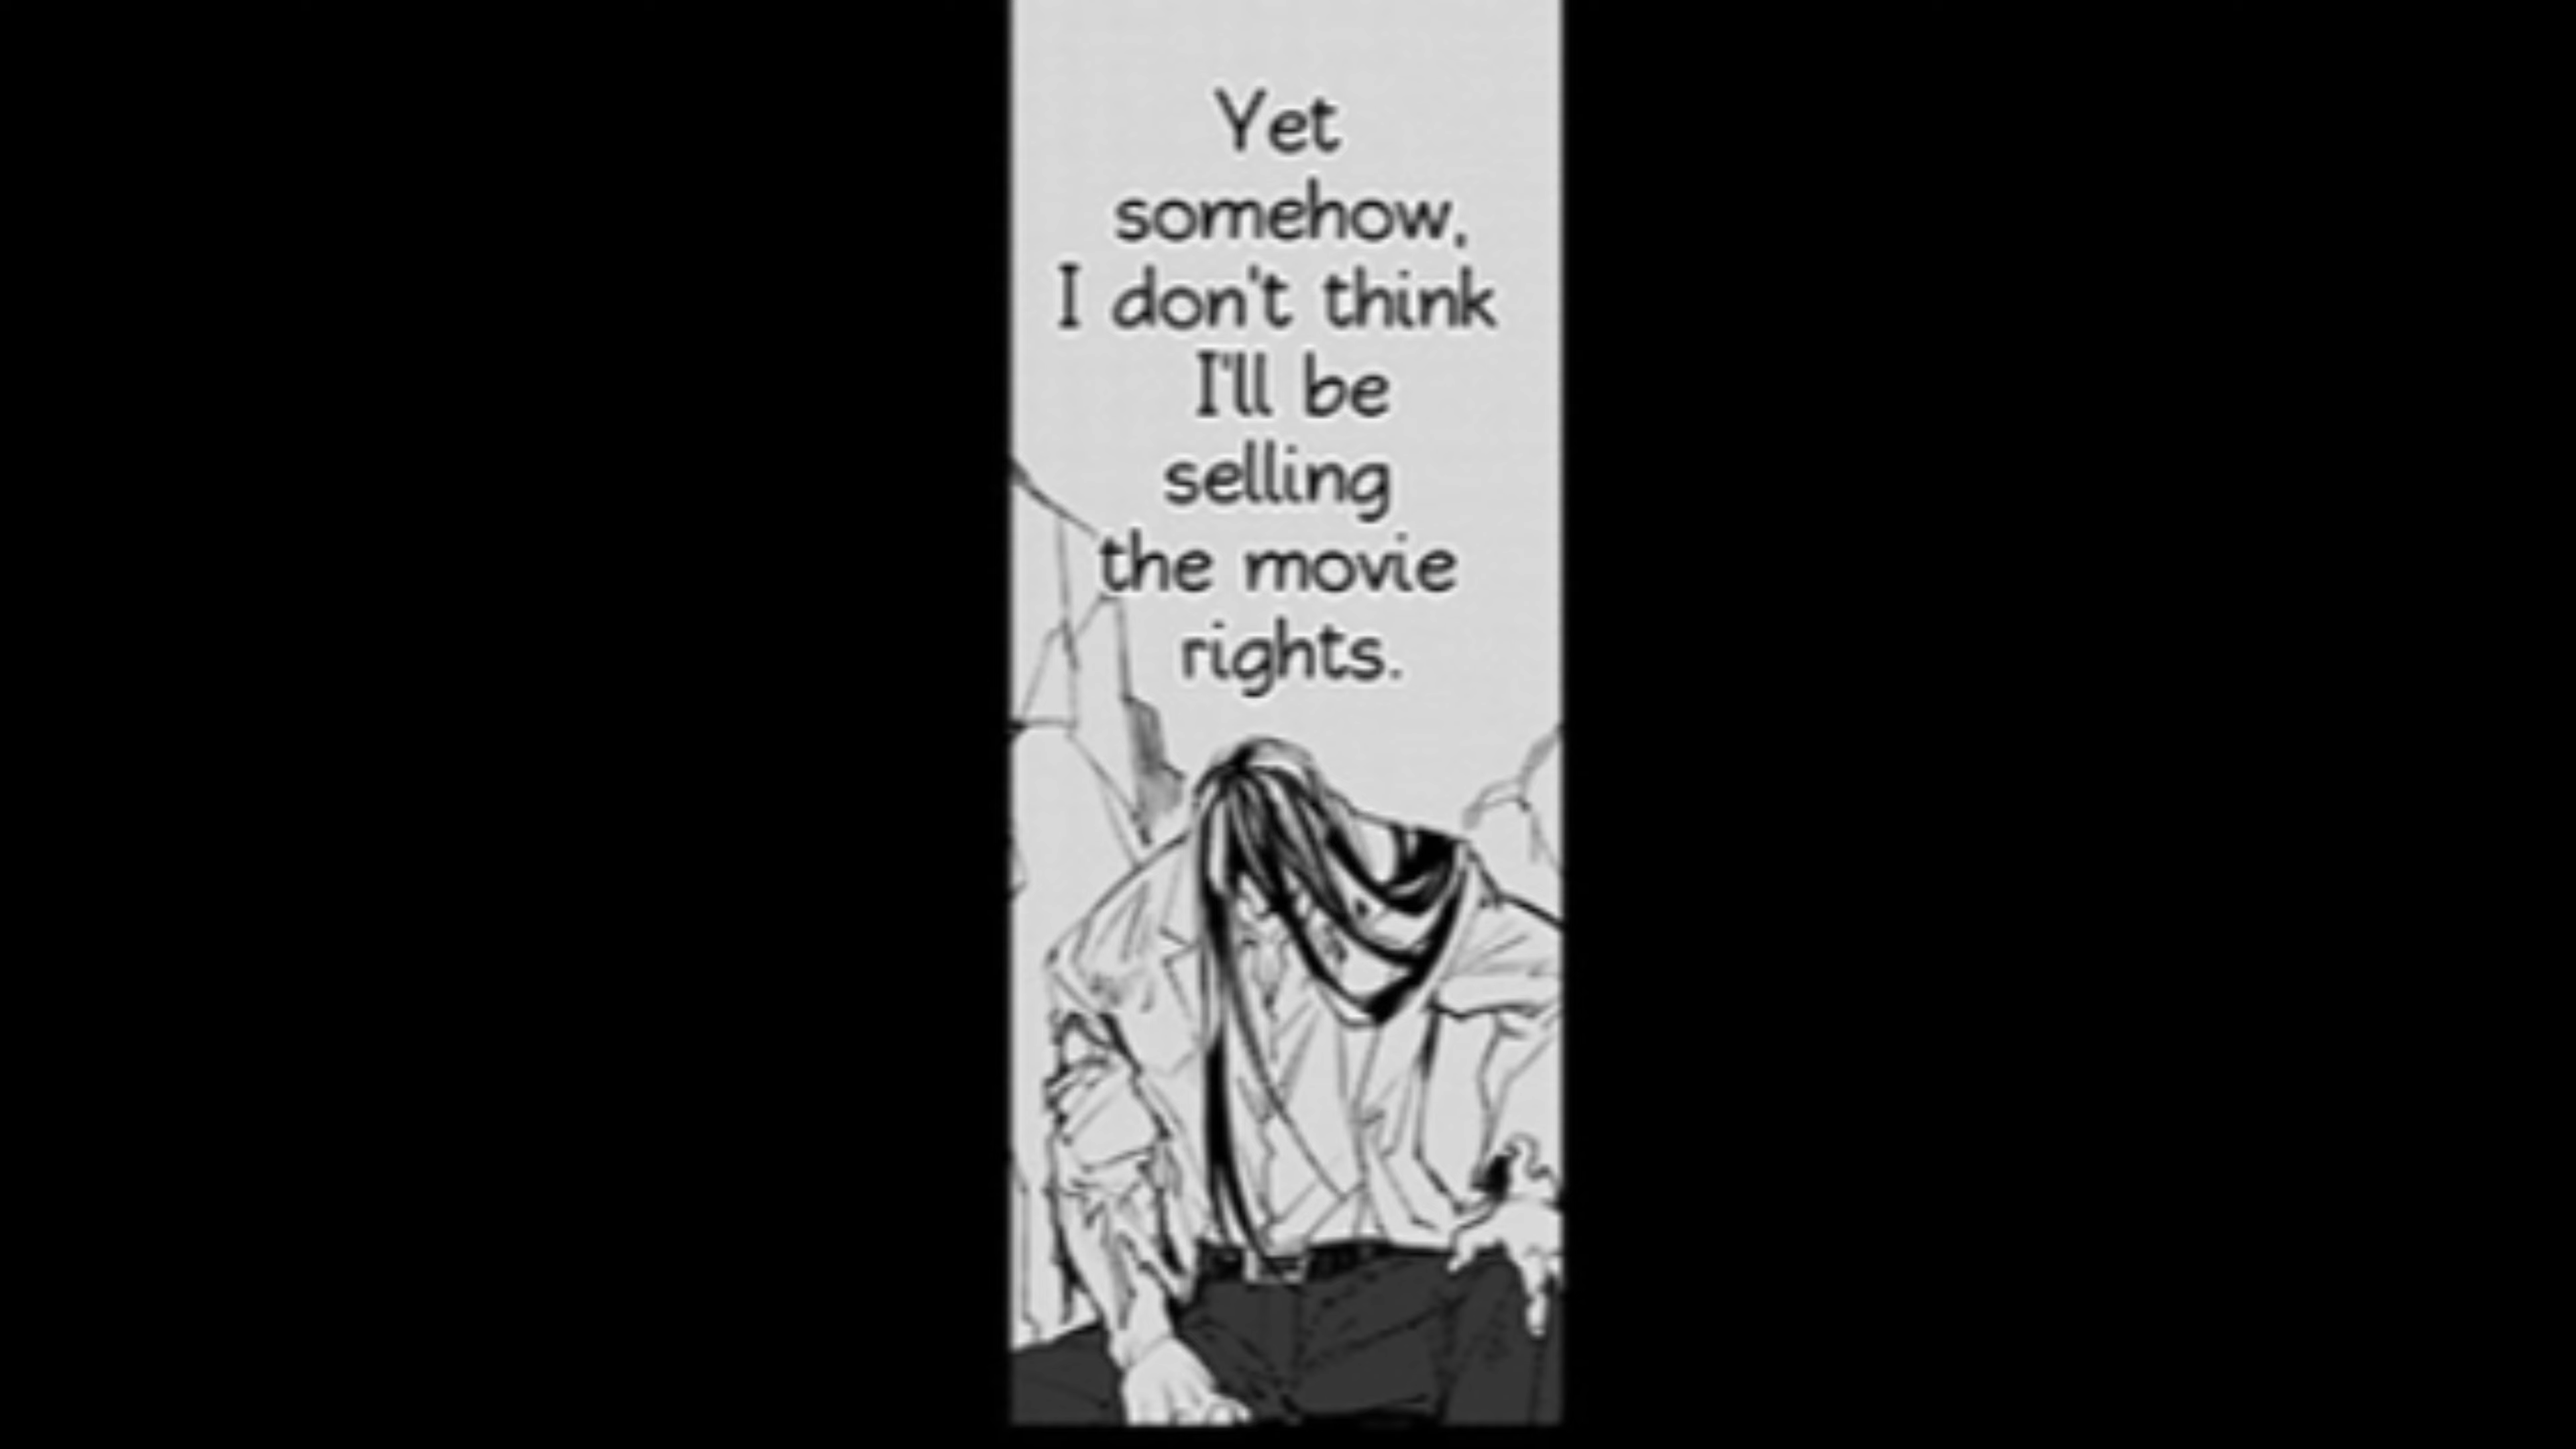 Yet
somehow,
I don't think
I'll be
selling
the movie
rights.